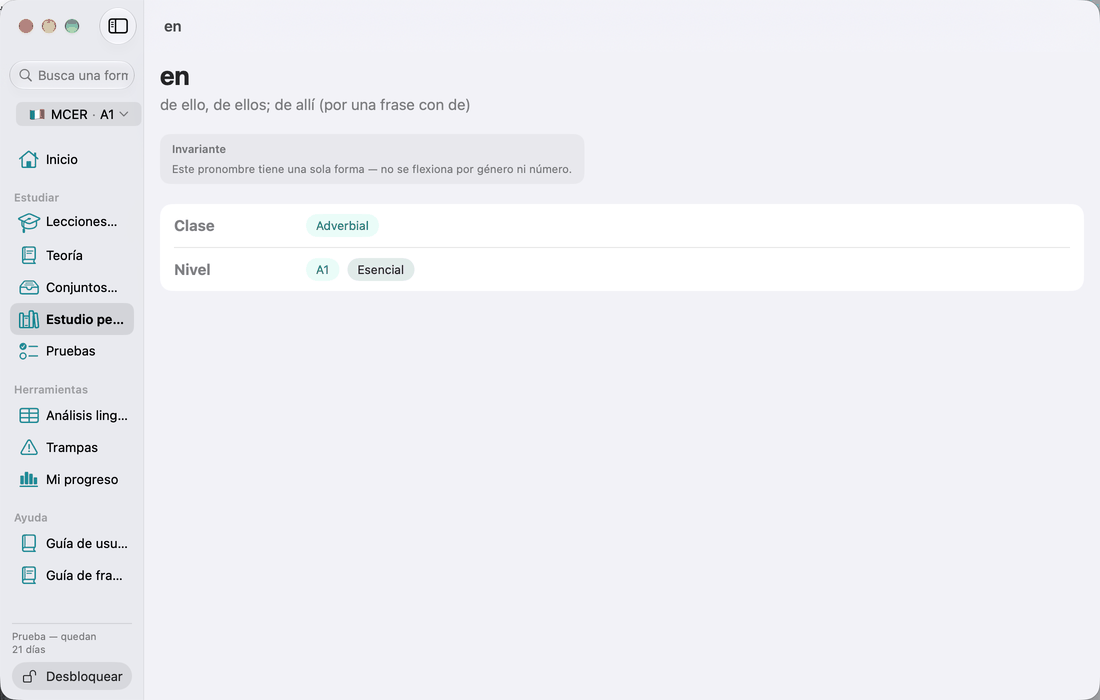 en
Busca una forn
MCER · A1
Inicio
Estudiar
Lecciones...
Teoría
Conjuntos...
Estudio pe...
Pruebas
Herramientas
Análisis ling...
Trampas
Mi progreso
Ayuda
Guía de usu...
Guía de fra...
Prueba — quedan
21 días
Desbloquear
en
de ello, de ellos; de allí (por una frase con de)
Invariante
Este pronombre tiene una sola forma — no se flexiona por género ni número.
Clase Adverbial
Nivel A1 Esencial